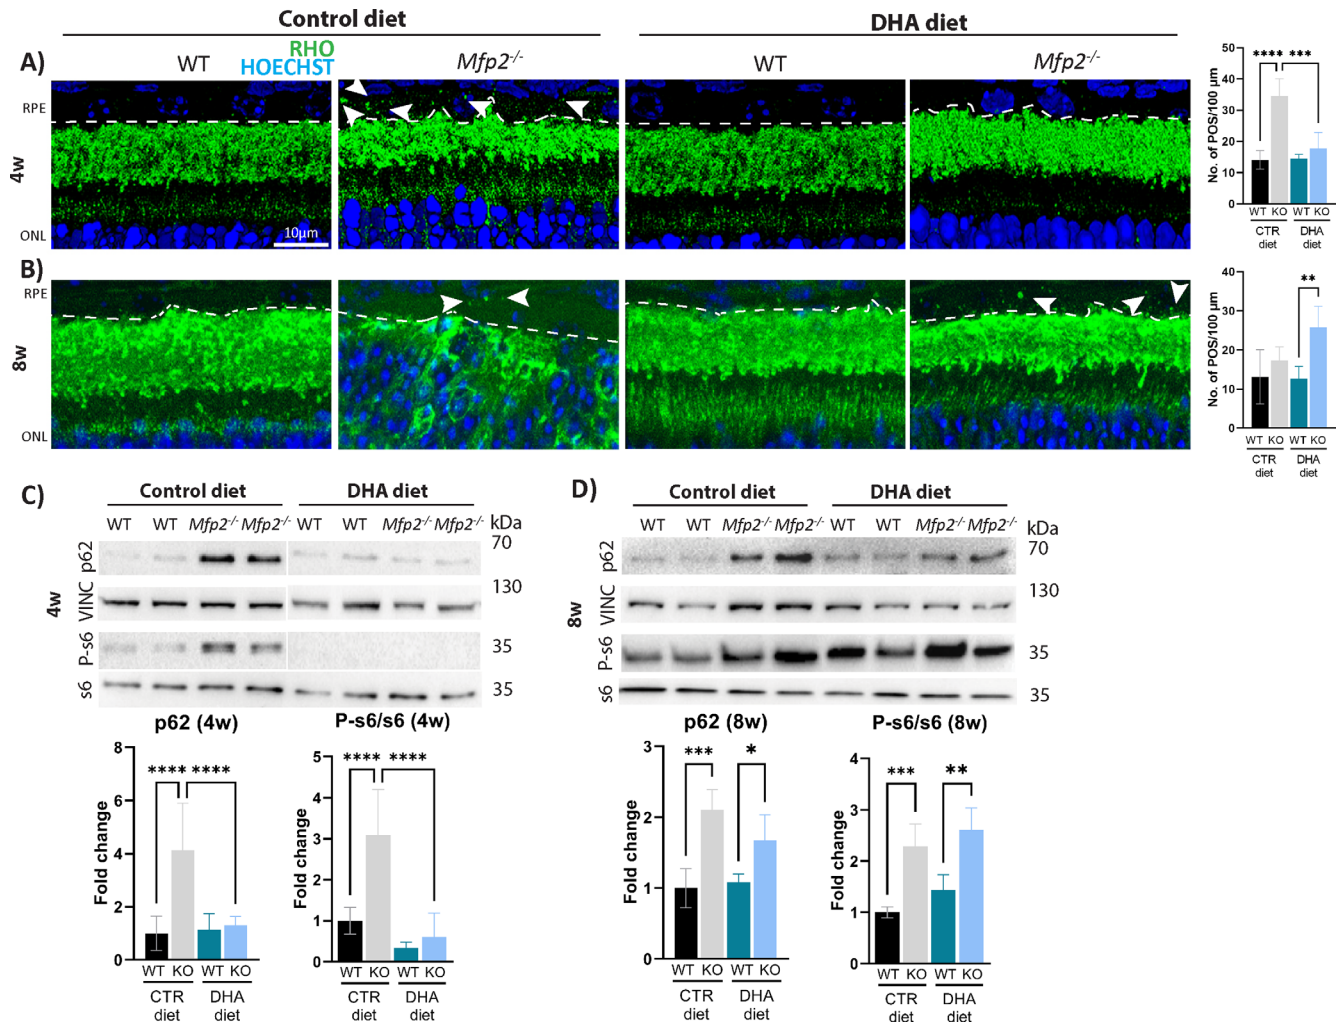 Control diet
DHA diet
RHO
HOECHST
A)
WT
Mfp2-/-
WT
Mfp2-/-
RPE
4w
ONL
10µm
No. of POS/100 µm
50
40
30
20
10
0
**** ***
WT KO WT KO
CTR diet
DHA diet
B)
RPE
8w
ONL
No. of POS/100 µm
40
30
20
10
0
**
WT KO WT KO
CTR diet
DHA diet
C)
Control diet
DHA diet
WT WT Mfp2-/- Mfp2-/- WT WT Mfp2-/- Mfp2-/- kDa
4w
p62 70
VINC 130
P-s6 35
s6 35
p62 (4w)
Fold change
8
6
4
2
0
**** ****
WT KO WT KO
CTR diet
DHA diet
P-s6/s6 (4w)
Fold change
5
4
3
2
1
0
**** ****
WT KO WT KO
CTR diet
DHA diet
D)
Control diet
DHA diet
WT WT Mfp2-/- Mfp2-/- WT WT Mfp2-/- Mfp2-/- kDa
8w
p62 70
VINC 130
P-s6 35
s6 35
p62 (8w)
Fold change
3
2
1
0
*** *
WT KO WT KO
CTR diet
DHA diet
P-s6/s6 (8w)
Fold change
4
3
2
1
0
*** **
WT KO WT KO
CTR diet
DHA diet